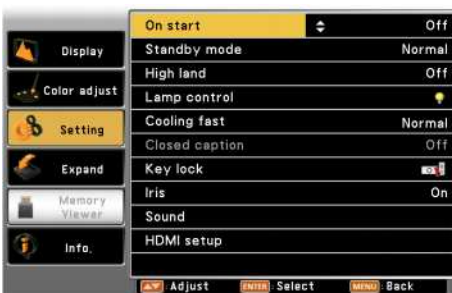 Display
Color adjust
Setting
Expand
Memory Viewer
Info.
On start Off
Standby mode Normal
High land Off
Lamp control
Cooling fast Normal
Closed caption Off
Key lock
Iris On
Sound
HDMI setup
Adjust ENTER Select MENU Back